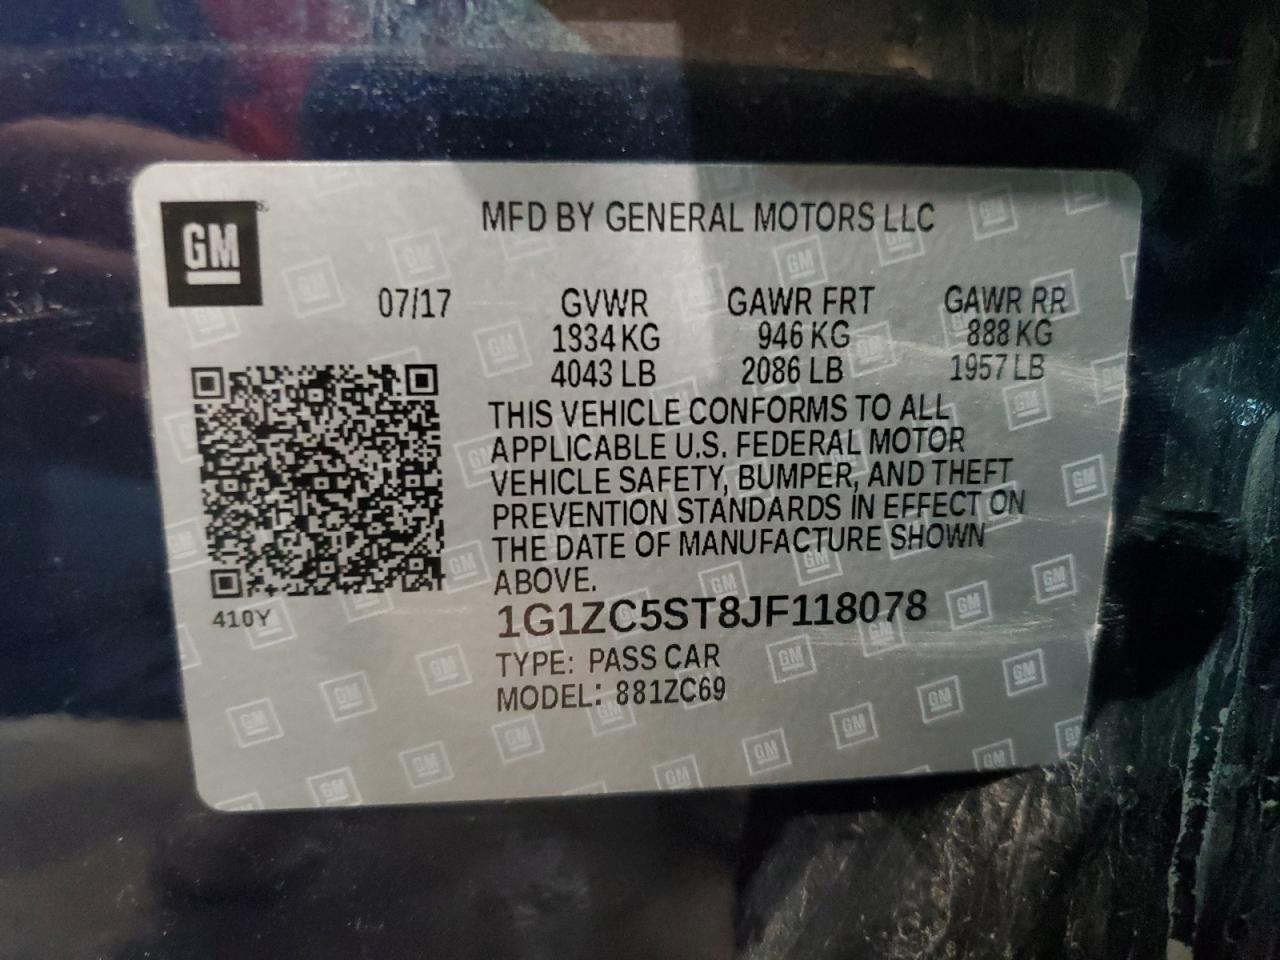 GM
MFD BY GENERAL MOTORS LLC
07/17 GVWR GAWR FRT GAWR RR
1834 KG 946 KG 888 KG
4043 LB 2086 LB 1957 LB
THIS VEHICLE CONFORMS TO ALL
APPLICABLE U.S. FEDERAL MOTOR
VEHICLE SAFETY, BUMPER, AND THEFT
PREVENTION STANDARDS IN EFFECT ON
THE DATE OF MANUFACTURE SHOWN
ABOVE.
410Y
1G1ZC5ST8JF118078
TYPE: PASS CAR
MODEL: 881ZC69